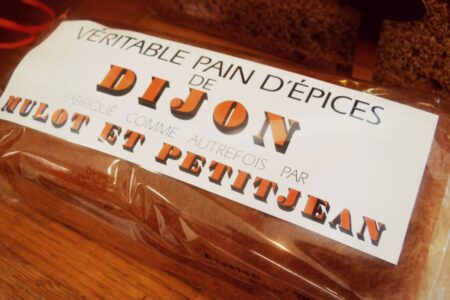 VÉRITABLE PAIN D'ÉPICES
DE
DIJON
FABRIQUÉ COMME AUTREFOIS PAR
MULOT ET PETITJEAN